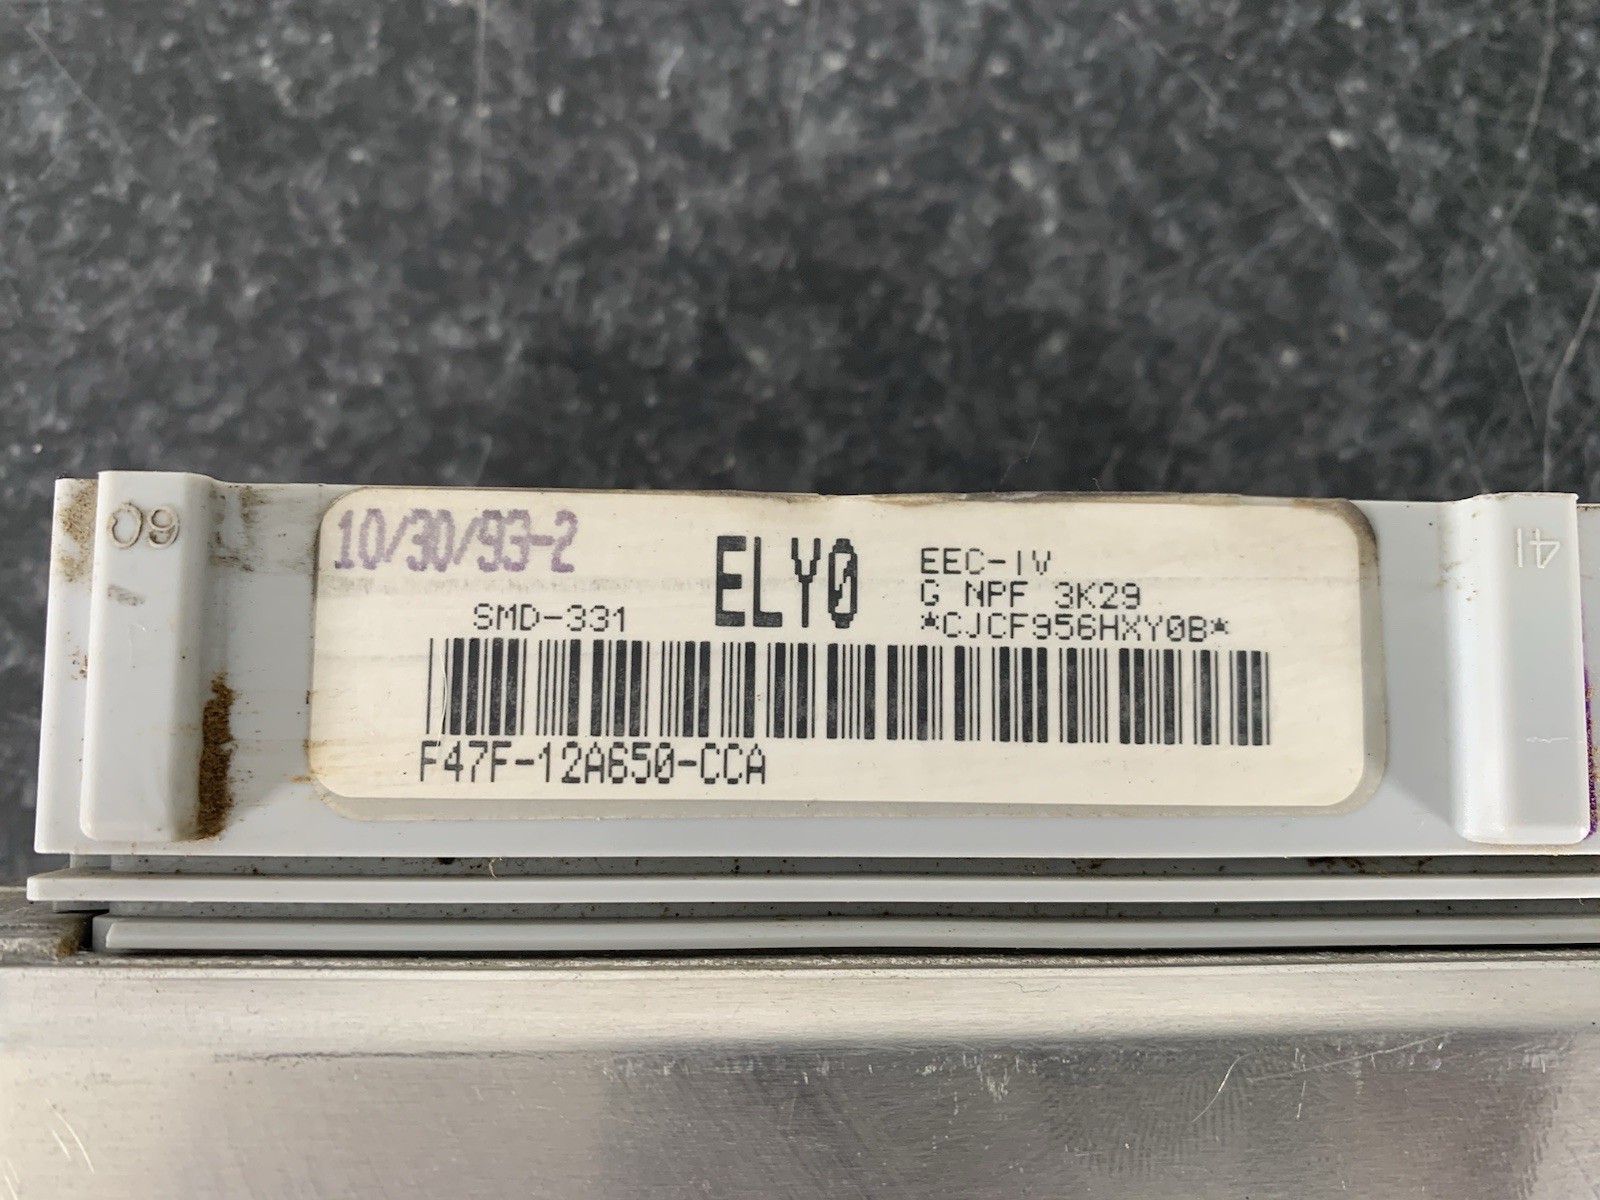 09
10/30/93-2
ELY0
EEC-IV
G NPF 3K29
SMD-331
*CJCF956HXY0B*
F47F-12A650-CCA
41